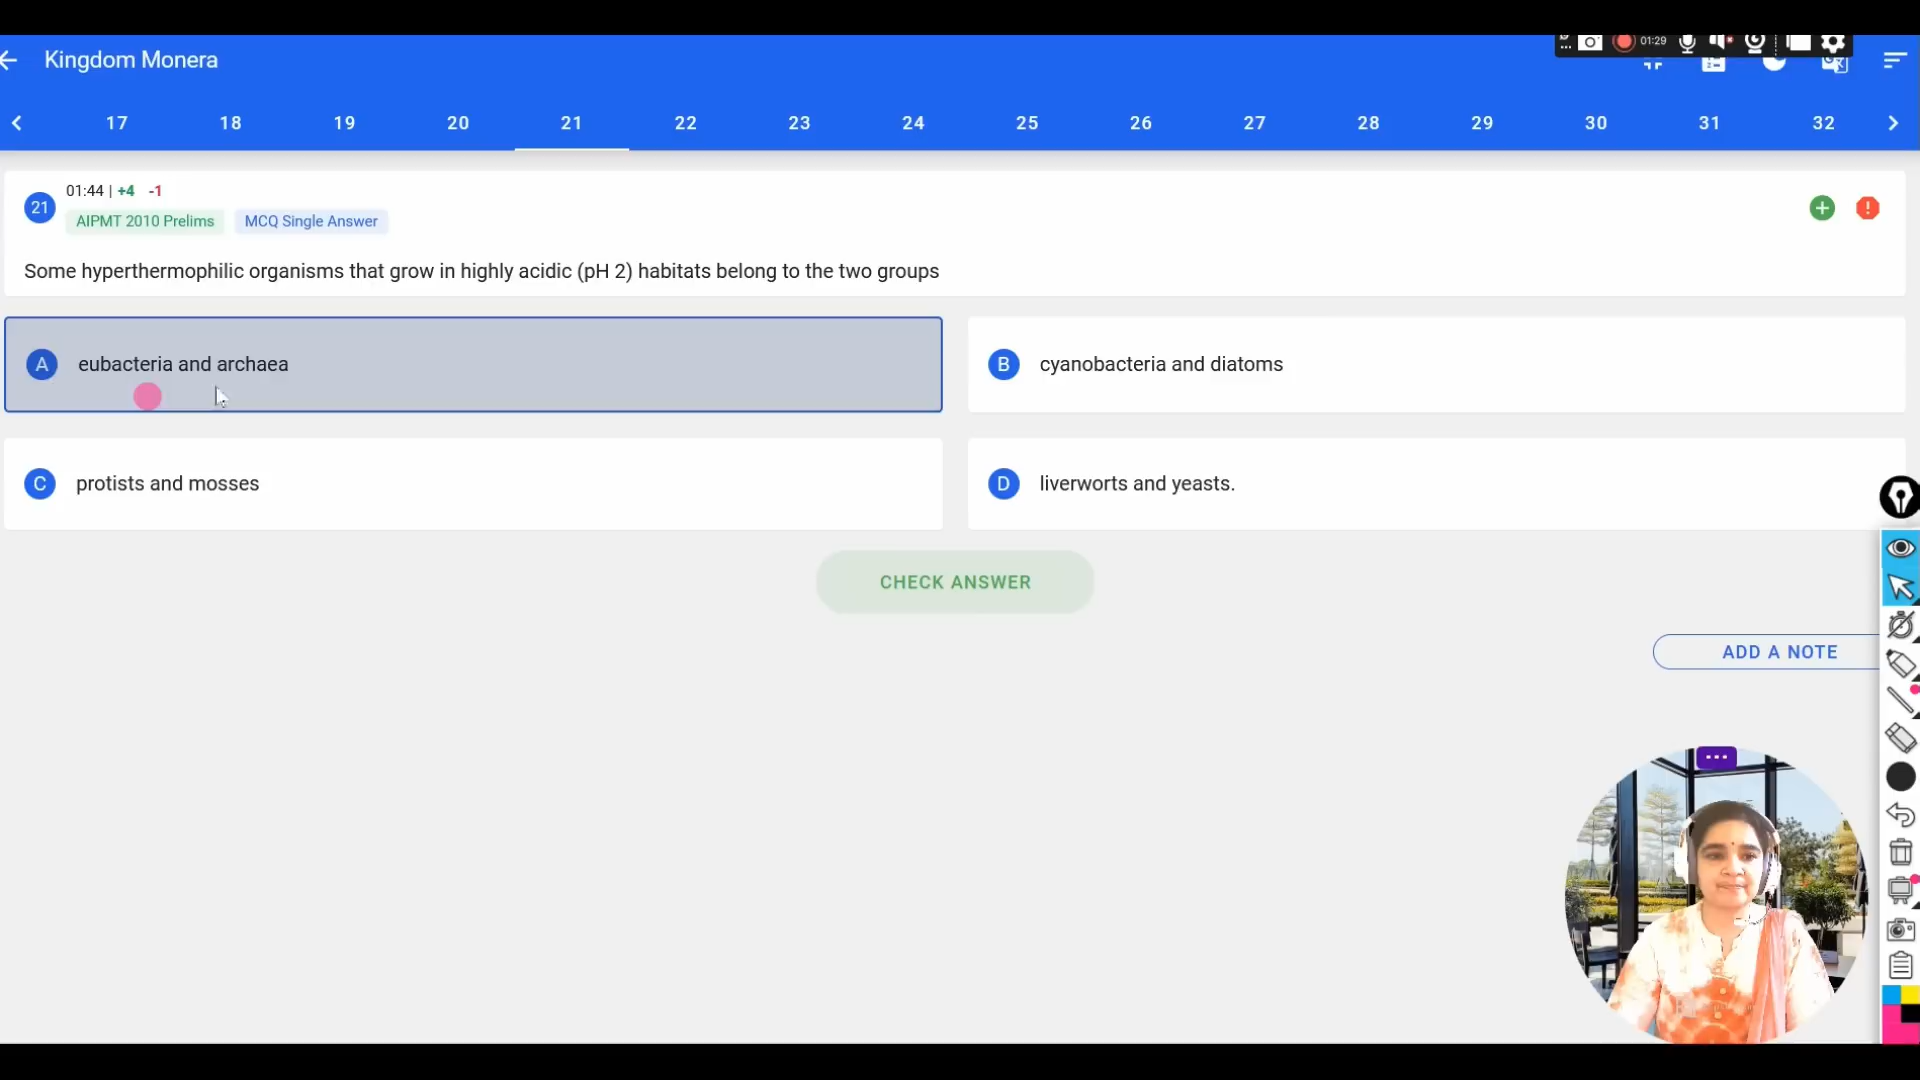 Kingdom Monera
01:29
17 18 19 20 21 22 23 24 25 26 27 28 29 30 31 32
21
01:44 | +4 -1
AIPMT 2010 Prelims MCQ Single Answer
Some hyperthermophilic organisms that grow in highly acidic (pH 2) habitats belong to the two groups
A eubacteria and archaea
B cyanobacteria and diatoms
C protists and mosses
D liverworts and yeasts.
CHECK ANSWER
ADD A NOTE